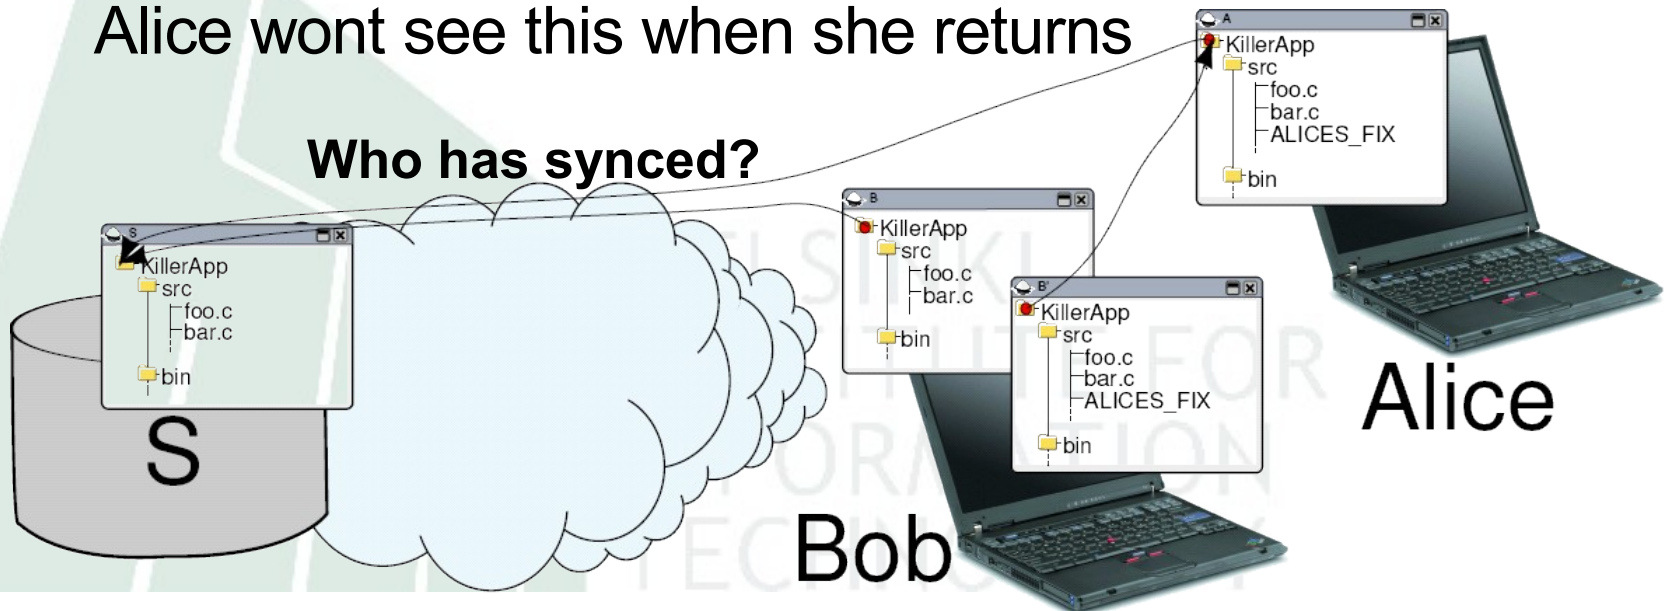 Alice wont see this when she returns
Who has synced?
A
KillerApp
src
foo.c
bar.c
ALICES_FIX
bin
B
KillerApp
src
foo.c
bar.c
bin
S
KillerApp
src
foo.c
bar.c
bin
B'
KillerApp
src
foo.c
bar.c
ALICES_FIX
bin
S
Alice
Bob